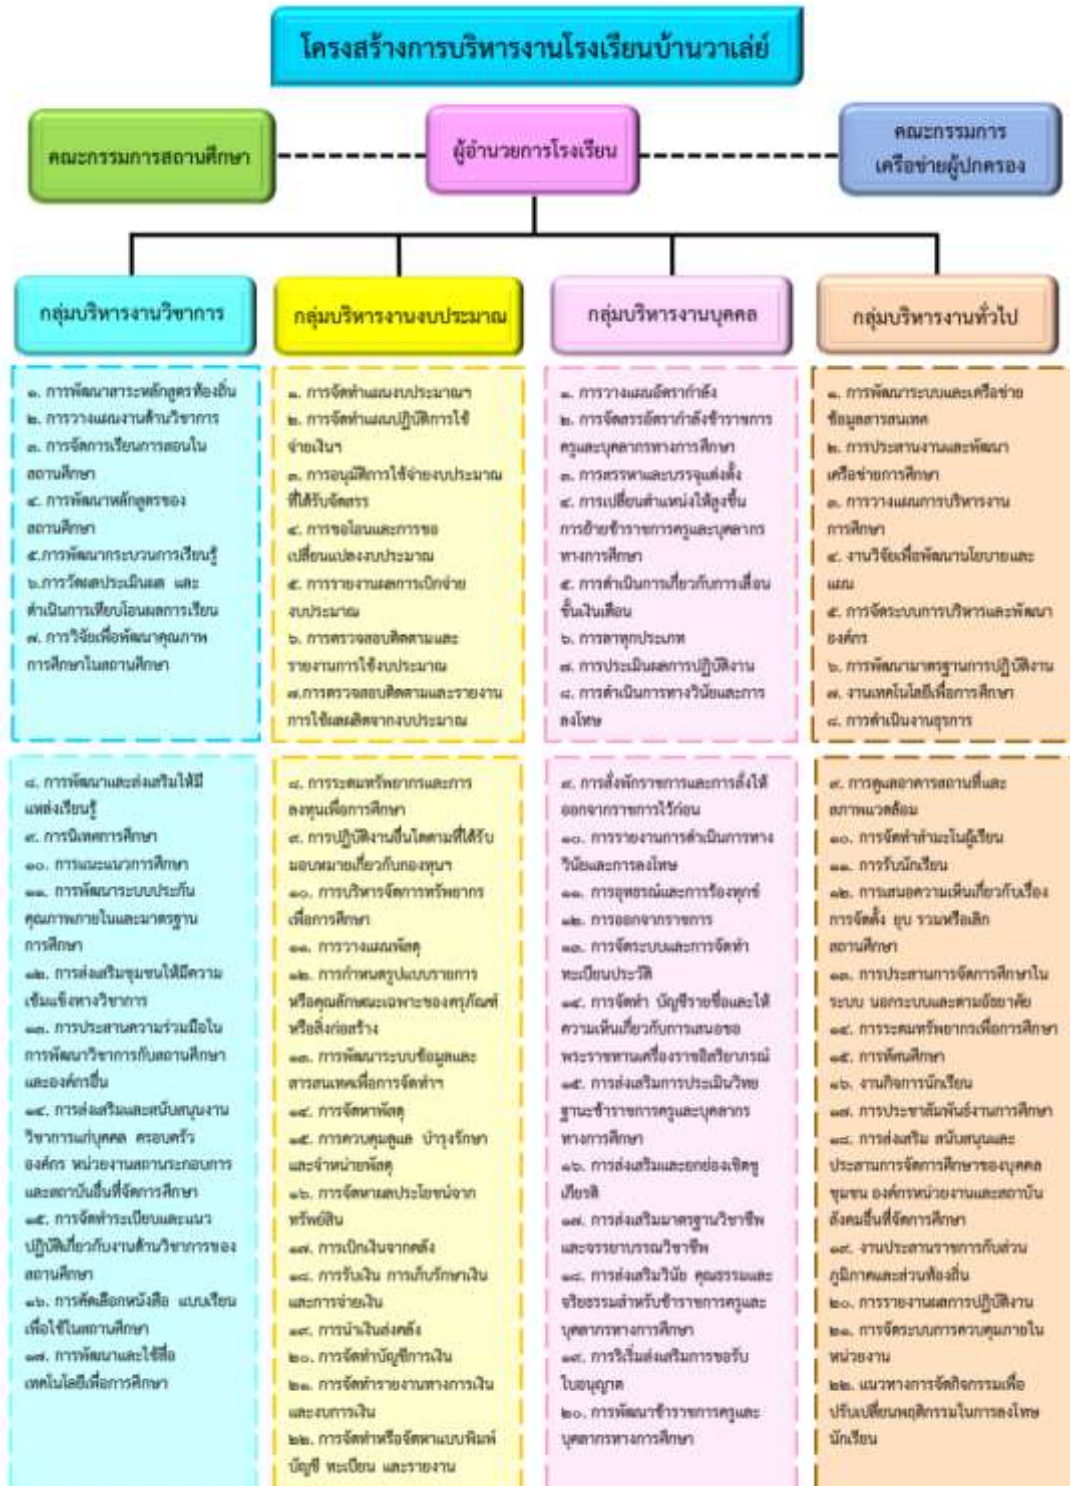 โครงสร้างการบริหารงานโรงเรียนบ้านวาเล่ย์
คณะกรรมการสถานศึกษา
ผู้อำนวยการโรงเรียน
คณะกรรมการ
เครือข่ายผู้ปกครอง
กลุ่มบริหารงานวิชาการ
กลุ่มบริหารงานงบประมาณ
กลุ่มบริหารงานบุคคล
กลุ่มบริหารงานทั่วไป
๑. การพัฒนาสาระหลักสูตรท้องถิ่น
๒. การวางแผนงานด้านวิชาการ
๓. การจัดการเรียนการสอนใน
สถานศึกษา
๔. การพัฒนาหลักสูตรของ
สถานศึกษา
๕.การพัฒนากระบวนการเรียนรู้
๖.การวัดผลประเมินผล และ
ดำเนินการเทียบโอนผลการเรียน
๗. การวิจัยเพื่อพัฒนาคุณภาพ
การศึกษาในสถานศึกษา
๘. การพัฒนาและส่งเสริมให้มี
แหล่งเรียนรู้
๙. การนิเทศการศึกษา
๑๐. การแนะแนวการศึกษา
๑๑. การพัฒนาระบบประกัน
คุณภาพภายในและมาตรฐาน
การศึกษา
๑๒. การส่งเสริมชุมชนให้มีความ
เข้มแข็งทางวิชาการ
๑๓. การประสานความร่วมมือใน
การพัฒนาวิชาการกับสถานศึกษา
และองค์กรอื่น
๑๔. การส่งเสริมและสนับสนุนงาน
วิชาการแก่บุคคล ครอบครัว
องค์กร หน่วยงานสถานระกอบการ
และสถาบันอื่นที่จัดการศึกษา
๑๕. การจัดทำระเบียบและแนว
ปฏิบัติเกี่ยวกับงานด้านวิชาการของ
สถานศึกษา
๑๖. การคัดเลือกหนังสือ แบบเรียน
เพื่อใช้ในสถานศึกษา
๑๗. การพัฒนาและใช้สื่อ
เทคโนโลยีเพื่อการศึกษา
๑. การจัดทำแผนงบประมาณฯ
๒. การจัดทำแผนปฏิบัติการใช้
จ่ายเงินฯ
๓. การอนุมัติการใช้จ่ายงบประมาณ
ที่ได้รับจัดสรร
๔. การขอโอนและการขอ
เปลี่ยนแปลงงบประมาณ
๕. การรายงานผลการเบิกจ่าย
งบประมาณ
๖. การตรวจสอบติดตามและ
รายงานการใช้งบประมาณ
๗.การตรวจสอบติดตามและรายงาน
การใช้ผลผลิตจากงบประมาณ
๘. การระดมทรัพยากรและการ
ลงทุนเพื่อการศึกษา
๙. การปฏิบัติงานอื่นใดตามที่ได้รับ
มอบหมายเกี่ยวกับกองทุนฯ
๑๐. การบริหารจัดการทรัพยากร
เพื่อการศึกษา
๑๑. การวางแผนพัสดุ
๑๒. การกำหนดรูปแบบรายการ
หรือคุณลักษณะเฉพาะของครุภัณฑ์
หรือสิ่งก่อสร้าง
๑๓. การพัฒนาระบบข้อมูลและ
สารสนเทศเพื่อการจัดทำฯ
๑๔. การจัดหาพัสดุ
๑๕. การควบคุมดูแล บำรุงรักษา
และจำหน่ายพัสดุ
๑๖. การจัดหาผลประโยชน์จาก
ทรัพย์สิน
๑๗. การเบิกเงินจากคลัง
๑๘. การรับเงิน การเก็บรักษาเงิน
และการจ่ายเงิน
๑๙. การนำเงินส่งคลัง
๒๐. การจัดทำบัญชีการเงิน
๒๑. การจัดทำรายงานทางการเงิน
และงบการเงิน
๒๒. การจัดทำหรือจัดหาแบบพิมพ์
บัญชี ทะเบียน และรายงาน
๑. การวางแผนอัตรากำลัง
๒. การจัดสรรอัตรากำลังข้าราชการ
ครูและบุคลากรทางการศึกษา
๓. การสรรหาและบรรจุแต่งตั้ง
๔. การเปลี่ยนตำแหน่งให้สูงขึ้น
การย้ายข้าราชการครูและบุคลากร
ทางการศึกษา
๕. การดำเนินการเกี่ยวกับการเลื่อน
ขั้นเงินเดือน
๖. การลาทุกประเภท
๗. การประเมินผลการปฏิบัติงาน
๘. การดำเนินการทางวินัยและการ
ลงโทษ
๙. การสั่งพักราชการและการสั่งให้
ออกจากราชการไว้ก่อน
๑๐. การรายงานการดำเนินการทาง
วินัยและการลงโทษ
๑๑. การอุทธรณ์และการร้องทุกข์
๑๒. การออกจากราชการ
๑๓. การจัดระบบและการจัดทำ
ทะเบียนประวัติ
๑๔. การจัดทำ บัญชีรายชื่อและให้
ความเห็นเกี่ยวกับการเสนอขอ
พระราชทานเครื่องราชอิสริยาภรณ์
๑๕. การส่งเสริมการประเมินวิทย
ฐานะข้าราชการครูและบุคลากร
ทางการศึกษา
๑๖. การส่งเสริมและยกย่องเชิดชู
เกียรติ
๑๗. การส่งเสริมมาตรฐานวิชาชีพ
และจรรยาบรรณวิชาชีพ
๑๘. การส่งเสริมวินัย คุณธรรมและ
จริยธรรมสำหรับข้าราชการครูและ
บุคลากรทางการศึกษา
๑๙. การริเริ่มส่งเสริมการขอรับ
ใบอนุญาต
๒๐. การพัฒนาข้าราชการครูและ
บุคลากรทางการศึกษา
๑. การพัฒนาระบบและเครือข่าย
ข้อมูลสารสนเทศ
๒. การประสานงานและพัฒนา
เครือข่ายการศึกษา
๓. การวางแผนการบริหารงาน
การศึกษา
๔. งานวิจัยเพื่อพัฒนานโยบายและ
แผน
๕. การจัดระบบการบริหารและพัฒนา
องค์กร
๖. การพัฒนามาตรฐานการปฏิบัติงาน
๗. งานเทคโนโลยีเพื่อการศึกษา
๘. การดำเนินงานธุรการ
๙. การดูแลอาคารสถานที่และ
สภาพแวดล้อม
๑๐. การจัดทำสำมะโนผู้เรียน
๑๑. การรับนักเรียน
๑๒. การเสนอความเห็นเกี่ยวกับเรื่อง
การจัดตั้ง ยุบ รวมหรือเลิก
สถานศึกษา
๑๓. การประสานการจัดการศึกษาใน
ระบบ นอกระบบและตามอัธยาศัย
๑๔. การระดมทรัพยากรเพื่อการศึกษา
๑๕. การทัศนศึกษา
๑๖. งานกิจการนักเรียน
๑๗. การประชาสัมพันธ์งานการศึกษา
๑๘. การส่งเสริม สนับสนุนและ
ประสานการจัดการศึกษาของบุคคล
ชุมชน องค์กรหน่วยงานและสถาบัน
สังคมอื่นที่จัดการศึกษา
๑๙. งานประสานราชการกับส่วน
ภูมิภาคและส่วนท้องถิ่น
๒๐. การรายงานผลการปฏิบัติงาน
๒๑. การจัดระบบการควบคุมภายใน
หน่วยงาน
๒๒. แนวทางการจัดกิจกรรมเพื่อ
ปรับเปลี่ยนพฤติกรรมในการลงโทษ
นักเรียน